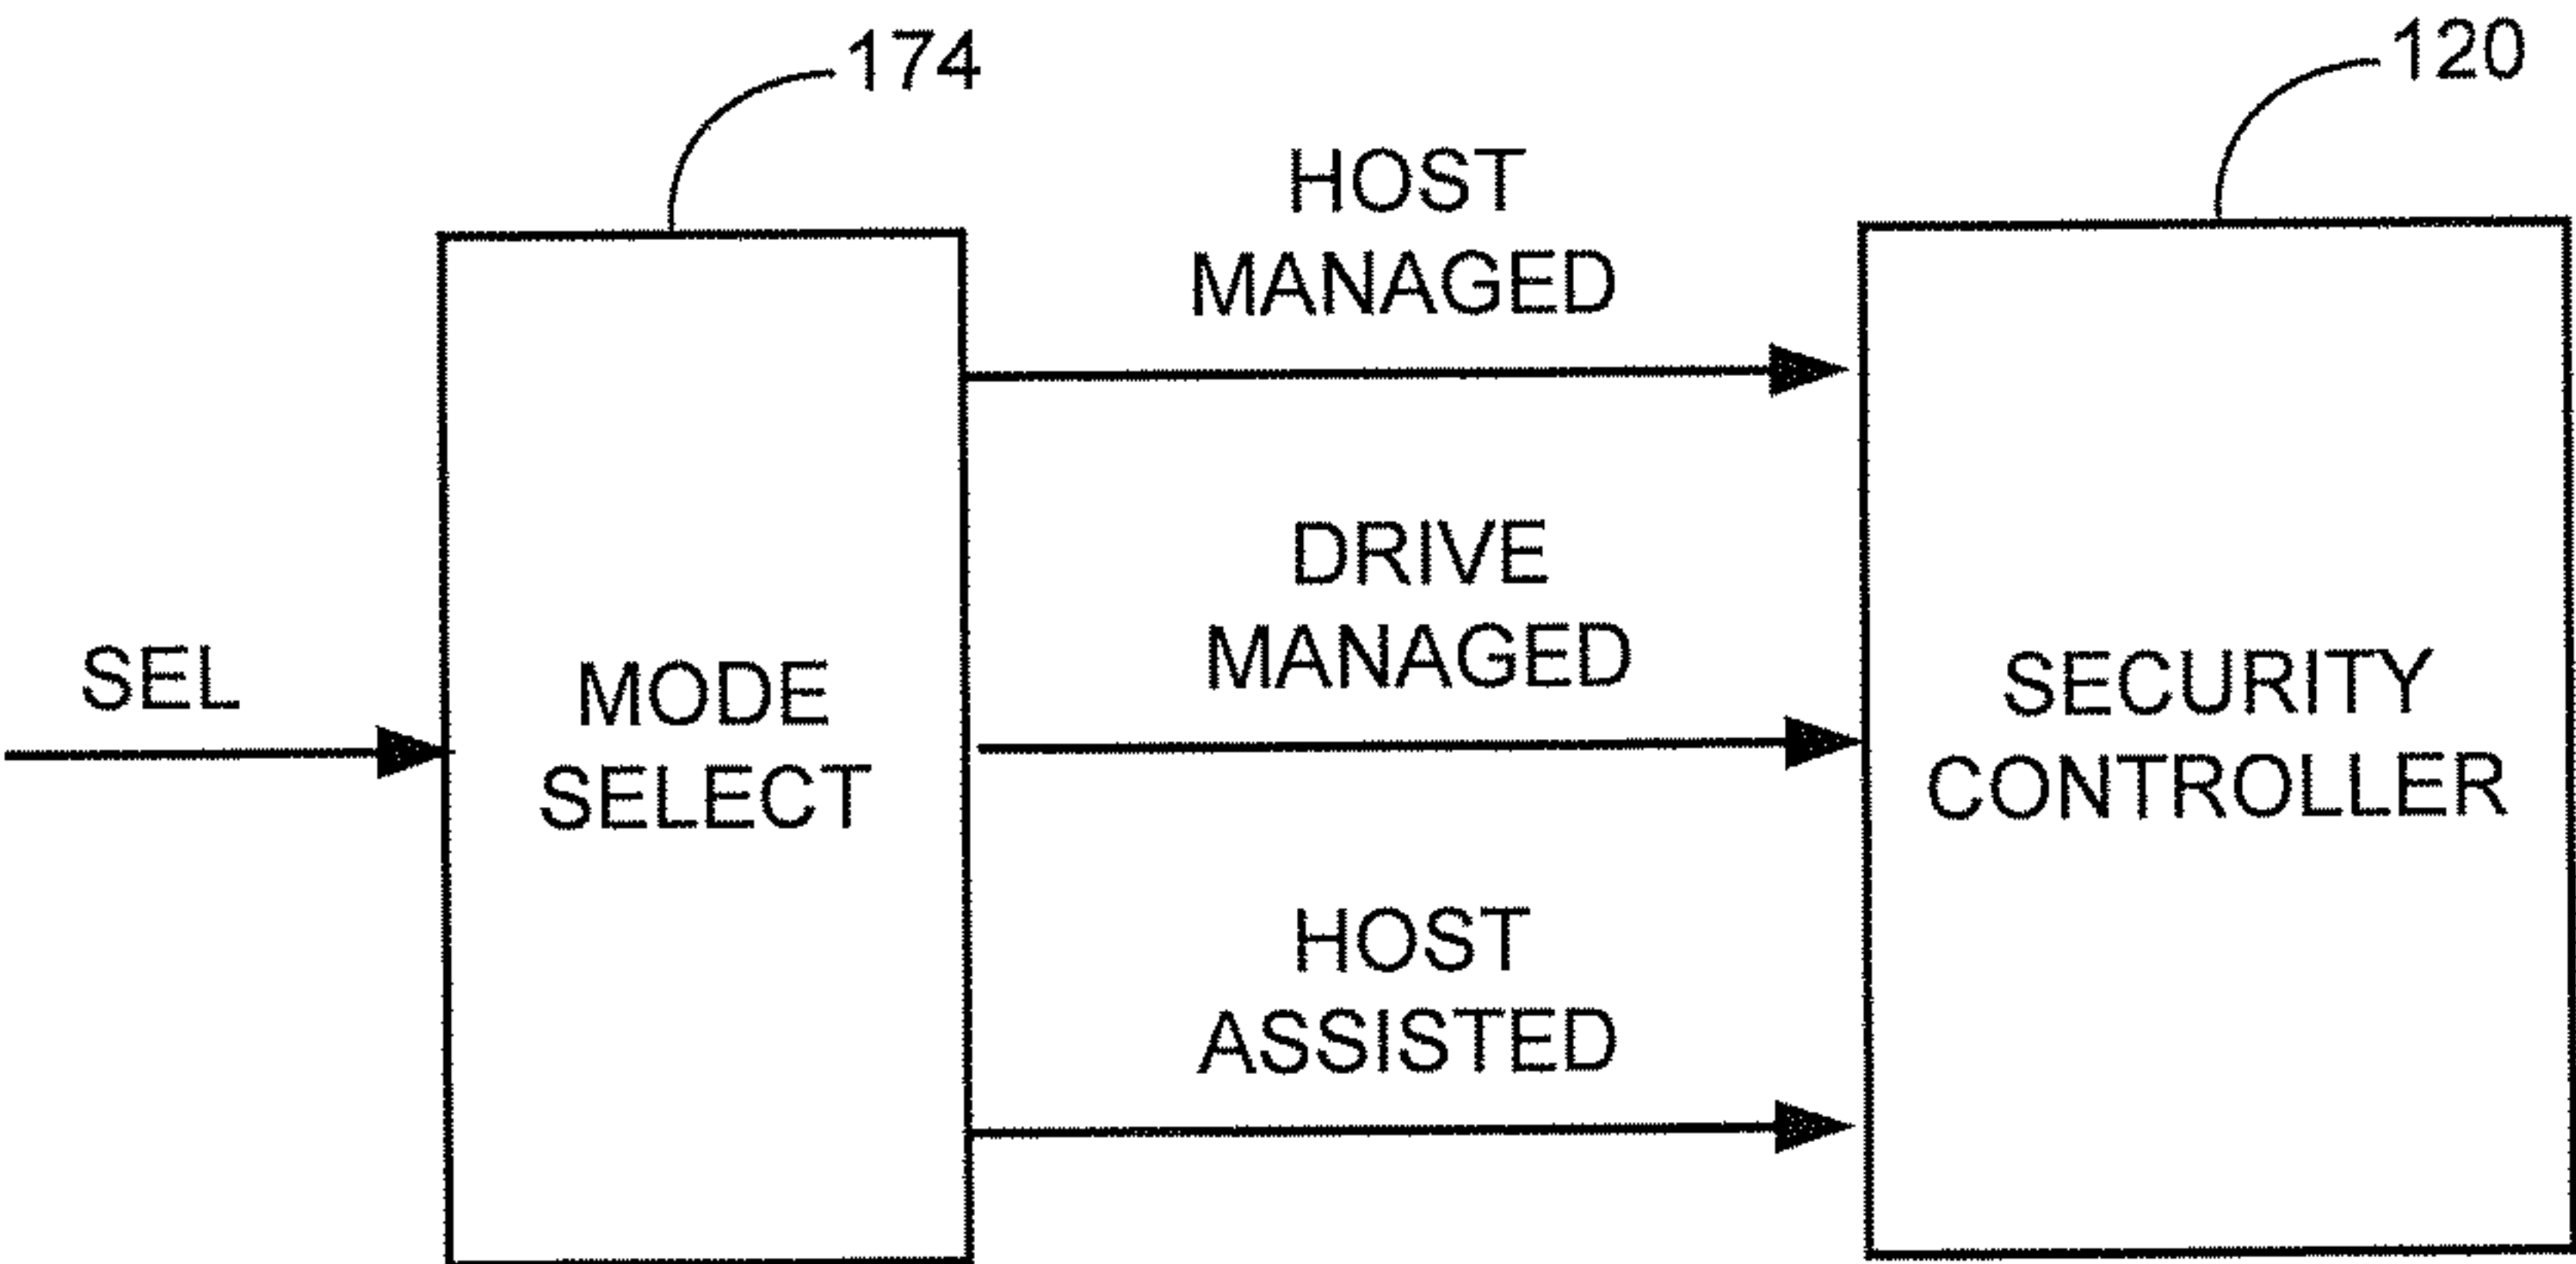 174
120
HOST
MANAGED
DRIVE
MANAGED
SEL
MODE
SELECT
SECURITY
CONTROLLER
HOST
ASSISTED